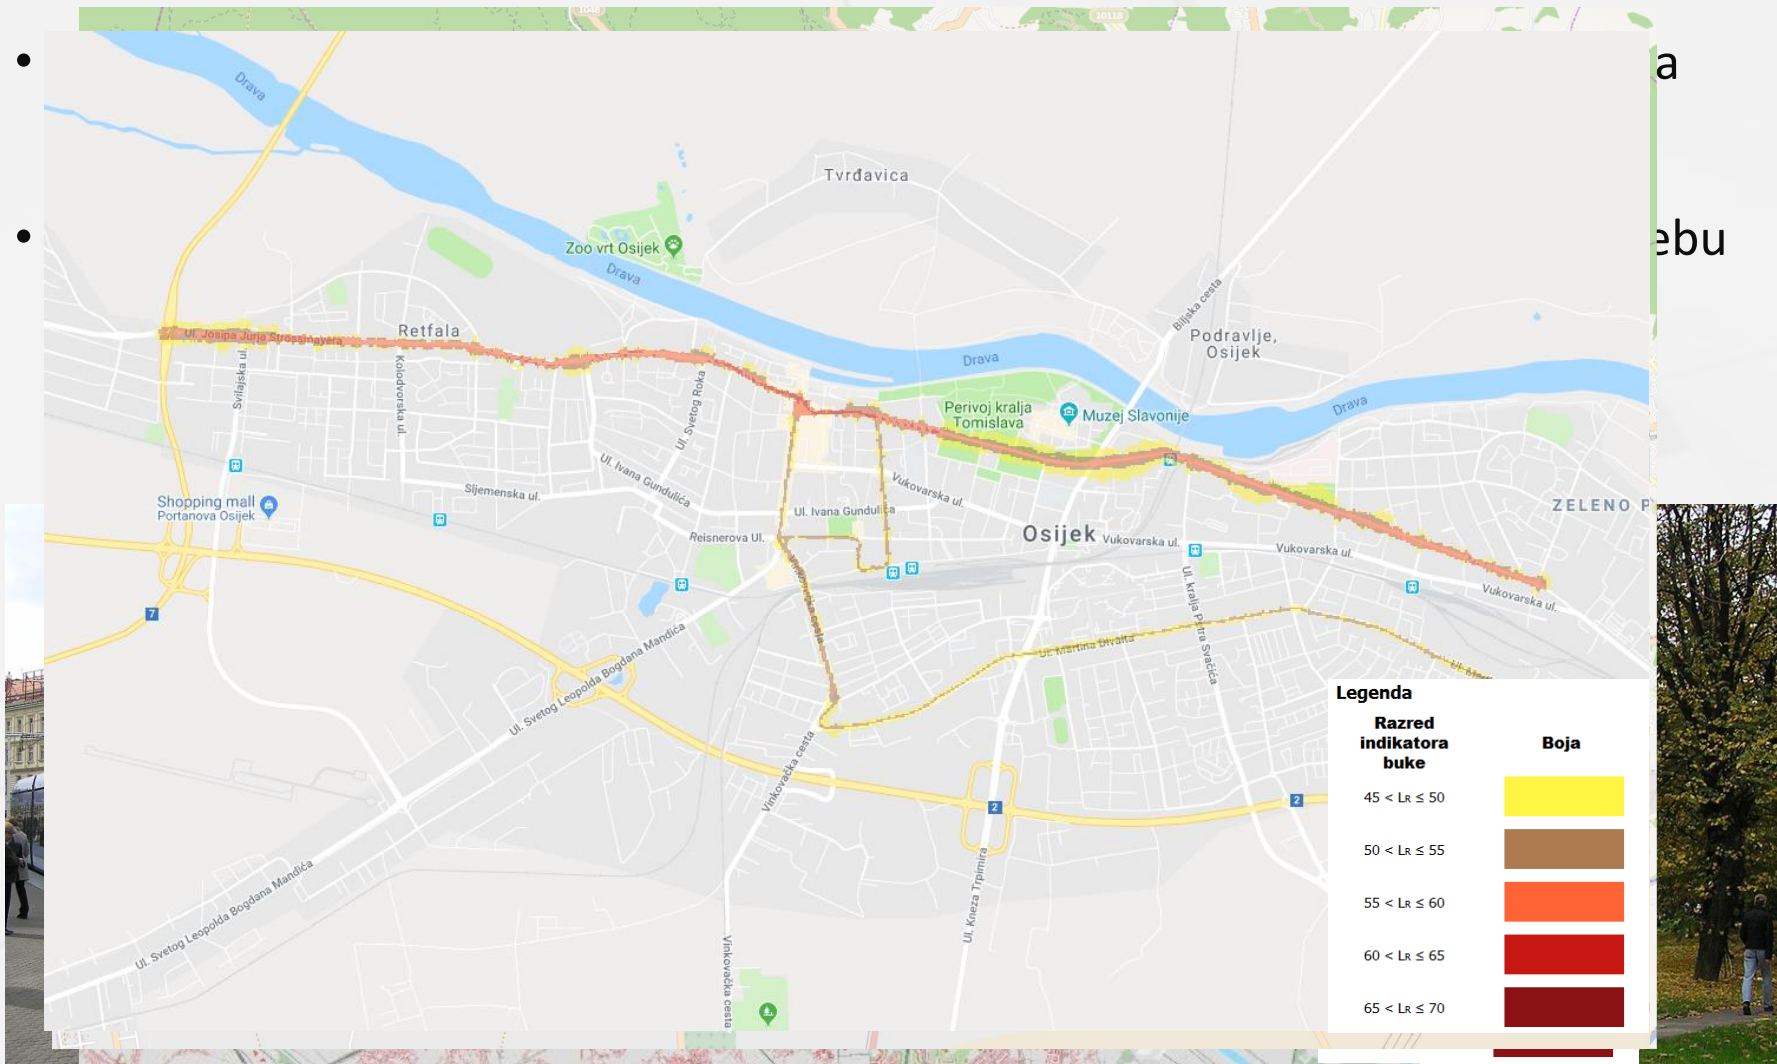 1048
10118
•
a
Drava
Tvrđavica
•
Zoo vrt Osijek
ebu
Drava
Biljska cesta
Ul. Josipa Jurja Strossmayera
Retfala
Podravlje,
Osijek
Drava
Svilajska ul.
Kolodvorska ul.
Ul. Svetog Roka
Perivoj kralja
Tomislava
Muzej Slavonije
Drava
Ul. Ivana Gundulića
Sljemenska ul.
Vukovarska ul.
Shopping mall
Portanova Osijek
Ul. Ivana Gundulića
ZELENO P
Reisnerova Ul.
Osijek
Vukovarska ul.
Vukovarska ul.
Vukovarska ul.
7
Vinkovačka cesta
Ul. kralja Petra Svačića
Ul. Martina Divalta
Ul. Svetog Leopolda Bogdana Mandića
Vinkovačka cesta
2
2
Ul. Svetog Leopolda Bogdana Mandića
Ul. Kneza Trpimira
Vinkovačka cesta
Legenda
Razred
indikatora
buke
Boja
45 < LR ≤ 50
50 < LR ≤ 55
55 < LR ≤ 60
60 < LR ≤ 65
65 < LR ≤ 70